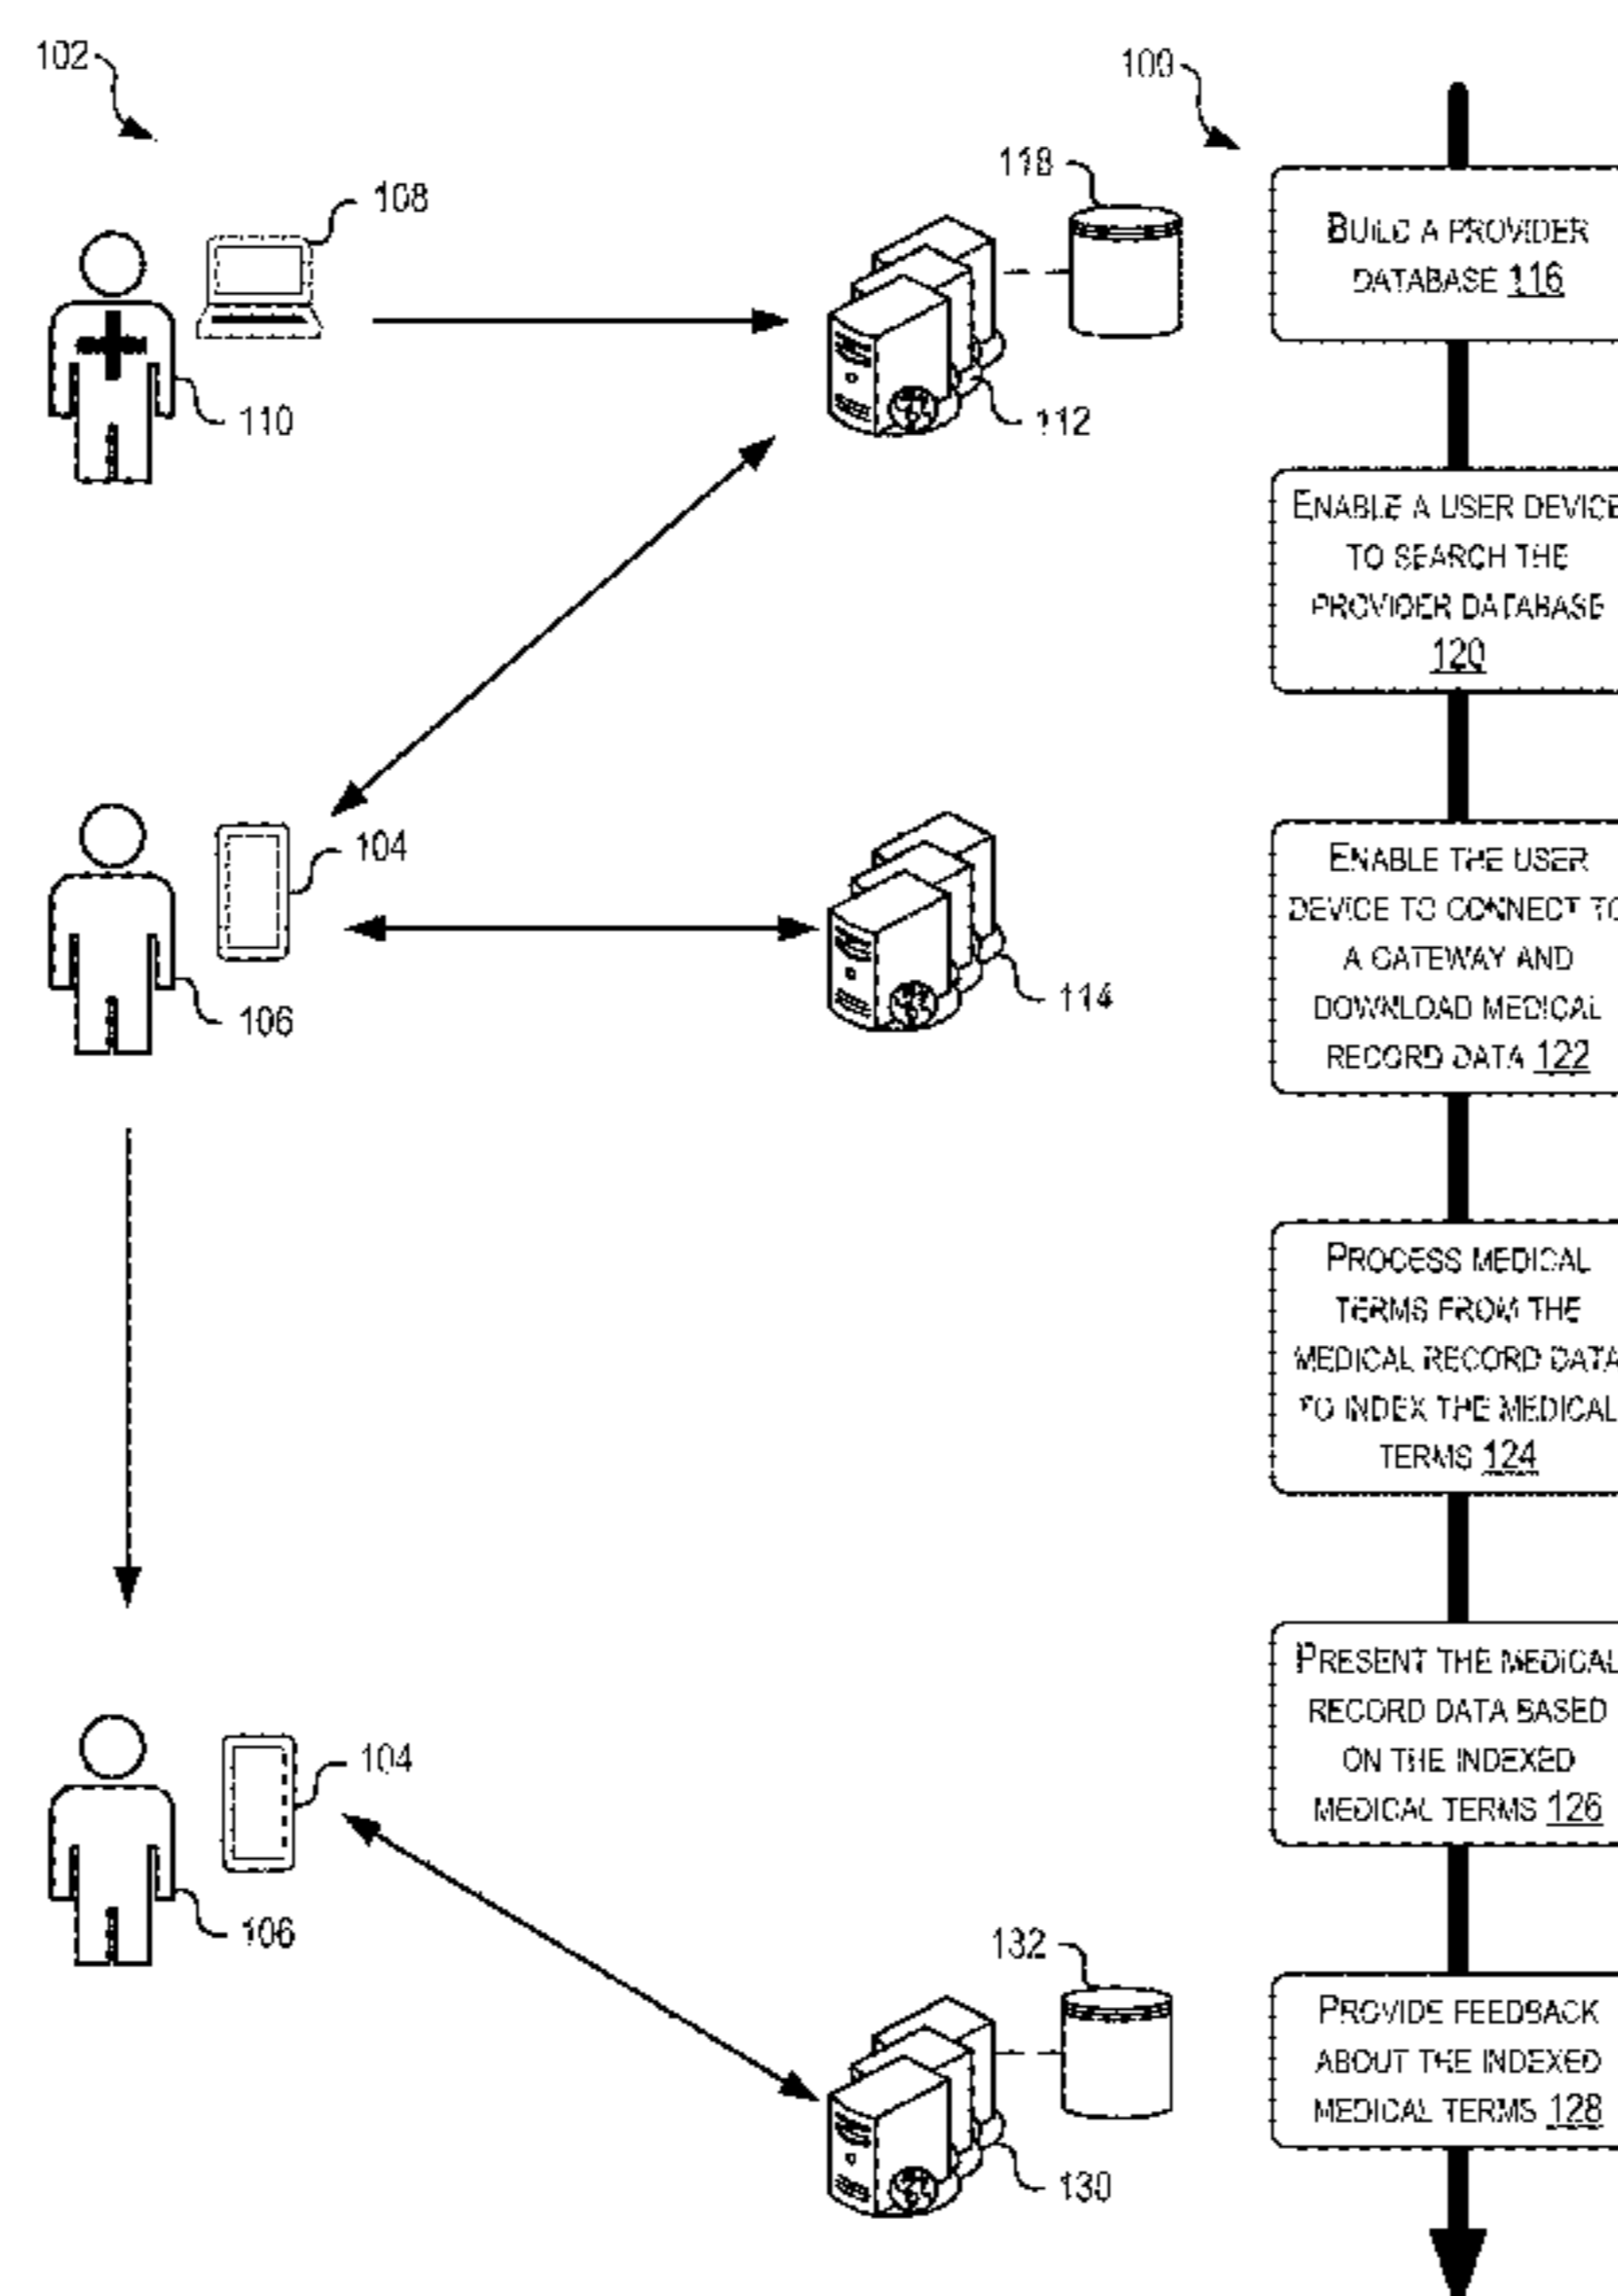 102
108
110
118
112
100
BUILD A PROVIDER
DATABASE 116
ENABLE A USER DEVICE
TO SEARCH THE
PROVIDER DATABASE
120
104
106
114
ENABLE THE USER
DEVICE TO CONNECT TO
A GATEWAY AND
DOWNLOAD MEDICAL
RECORD DATA 122
PROCESS MEDICAL
TERMS FROM THE
MEDICAL RECORD DATA
TO INDEX THE MEDICAL
TERMS 124
104
106
PRESENT THE MEDICAL
RECORD DATA BASED
ON THE INDEXED
MEDICAL TERMS 126
132
130
PROVIDE FEEDBACK
ABOUT THE INDEXED
MEDICAL TERMS 128